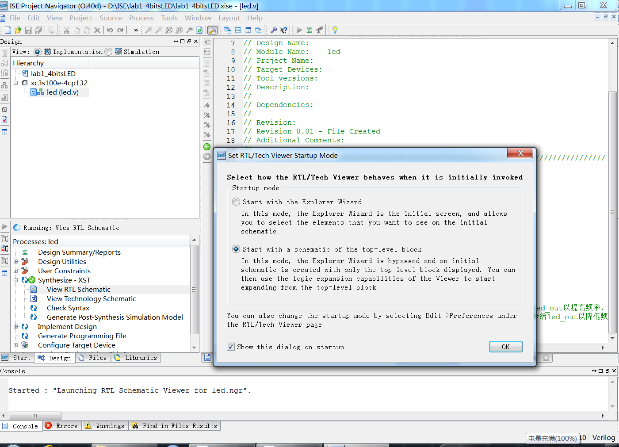 ISE Project Navigator (O.40d) - D:\ISE\lab1_4bitsLED\lab1_4bitsLED.xise - [led.v]
File Edit View Project Source Process Tools Window Layout Help
Design
View: Implementation Simulation
Hierarchy
lab1_4bitsLED
xc3s100e-4cp132
led (led.v)
Running: View RTL Schematic
Processes: led
Design Summary/Reports
Design Utilities
User Constraints
Synthesize - XST
View RTL Schematic
View Technology Schematic
Check Syntax
Generate Post-Synthesis Simulation Model
Implement Design
Generate Programming File
Configure Target Device
Start Design Files Libraries
7 // Design Name:
8 // Module Name: led
9 // Project Name:
10 // Target Devices:
11 // Tool versions:
12 // Description:
13 //
14 // Dependencies:
15 //
16 // Revision:
17 // Revision 0.01 - File Created
18 // Additional Comments:
Set RTL/Tech Viewer Startup Mode
Select how the RTL/Tech Viewer behaves when it is initially invoked
Startup mode
Start with the Explorer Wizard
In this mode, the Explorer Wizard is the initial screen, and allows
you to select the elements that you want to see on the initial
schematic
Start with a schematic of the top-level block
In this mode, the Explorer Wizard is bypassed and an initial
schematic is created with only the top level block displayed. You can
then use the logic expansion capabilities of the Viewer to start
expanding from the top-level block
You can also change the startup mode by selecting Edit->Preferences under
the RTL/Tech Viewer page
Show this dialog on startup
OK
Console
Started : "Launching RTL Schematic Viewer for led.ngr".
Console Errors Warnings Find in Files Results
(100%)
Verilog